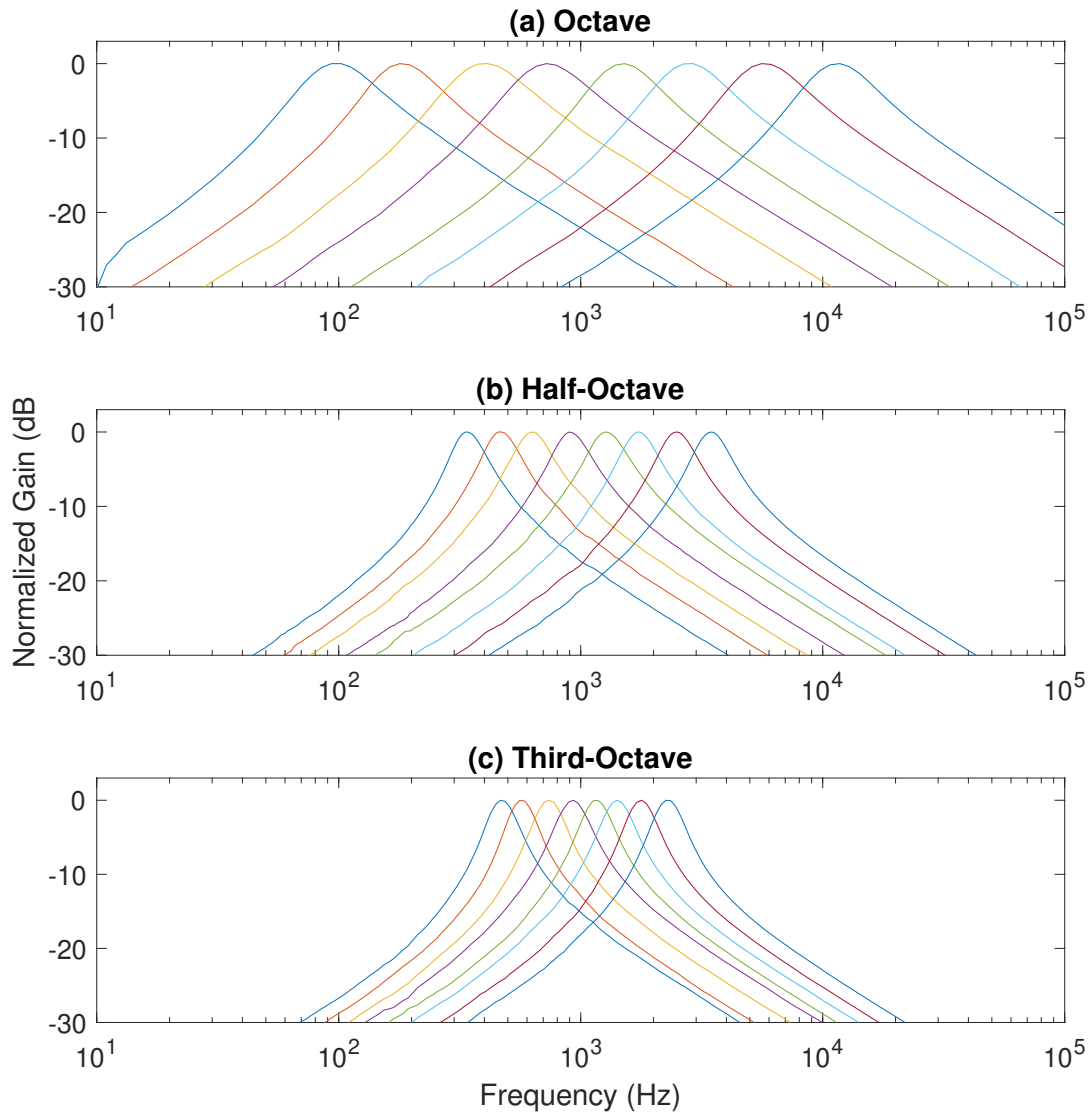 (a) Octave
0
-10
-20
-30
10^1 10^2 10^3 10^4 10^5
(b) Half-Octave
0
-10
-20
-30
10^1 10^2 10^3 10^4 10^5
Normalized Gain (dB
(c) Third-Octave
0
-10
-20
-30
10^1 10^2 10^3 10^4 10^5
Frequency (Hz)